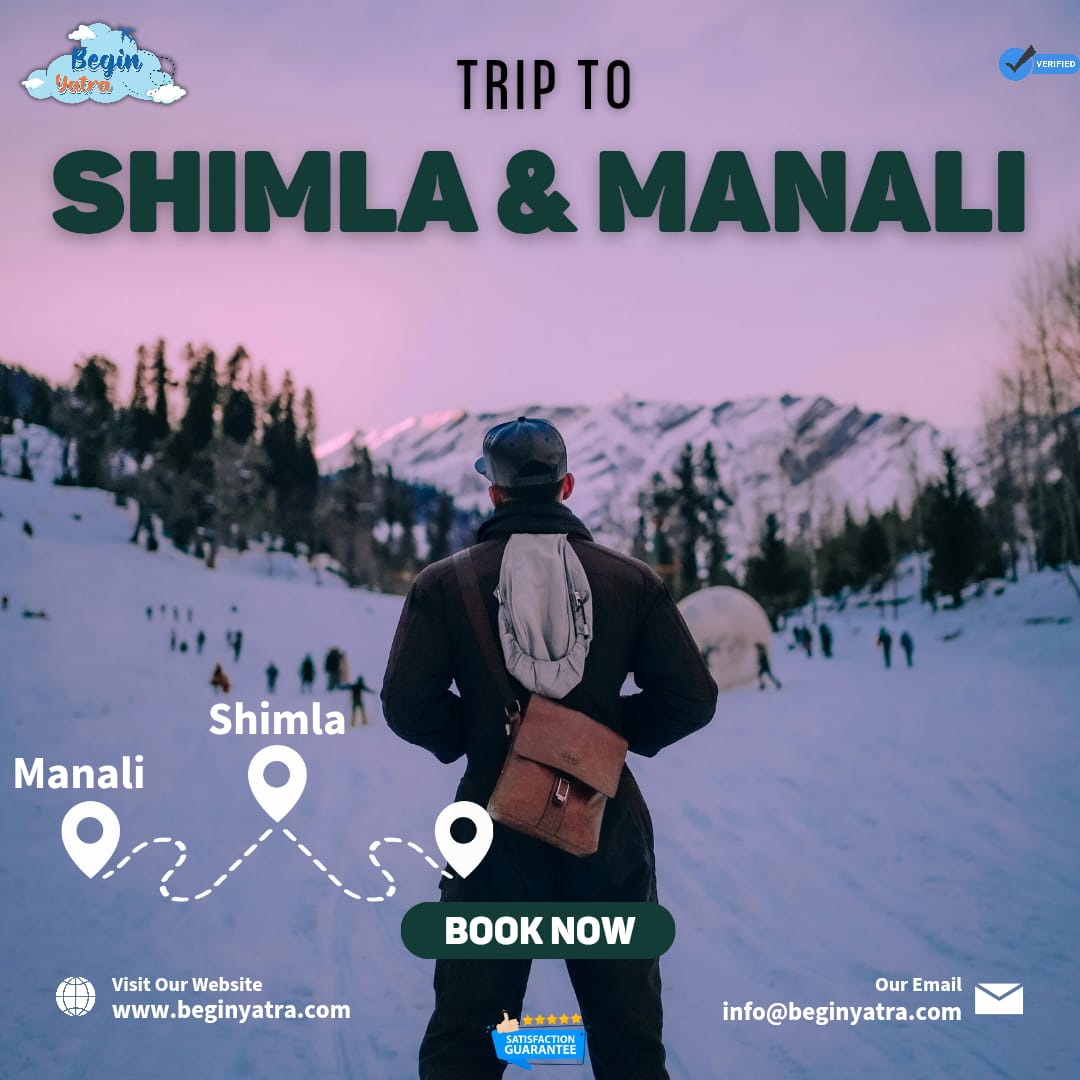 Begin
Yatra
VERIFIED
TRIP TO
SHIMLA & MANALI
Shimla
Manali
BOOK NOW
Visit Our Website
www.beginyatra.com
Our Email
info@beginyatra.com
SATISFACTION
GUARANTEE